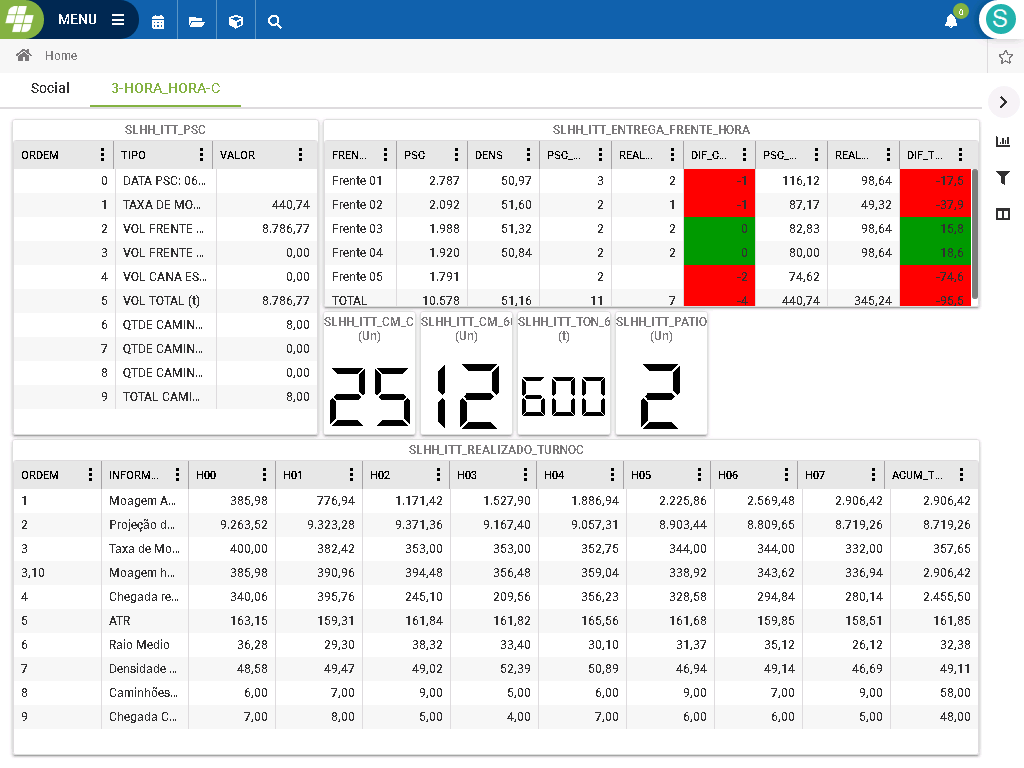 MENU
0
S
Home
Social 3-HORA_HORA-C
SLHH_ITT_PSC
ORDEM TIPO VALOR
0 DATA PSC: 06...
1 TAXA DE MO... 440,74
2 VOL FRENTE ... 8.786,77
3 VOL FRENTE ... 0,00
4 VOL CANA ES... 0,00
5 VOL TOTAL (t) 8.786,77
6 QTDE CAMIN... 8,00
7 QTDE CAMIN... 0,00
8 QTDE CAMIN... 0,00
9 TOTAL CAMI... 8,00
SLHH_ITT_ENTREGA_FRENTE_HORA
FREN... PSC DENS PSC_... REAL... DIF_C... PSC_... REAL... DIF_T...
Frente 01 2.787 50,97 3 2 -1 116,12 98,64 -17,5
Frente 02 2.092 51,60 2 1 -1 87,17 49,32 -37,9
Frente 03 1.988 51,32 2 2 0 82,83 98,64 15,8
Frente 04 1.920 50,84 2 2 0 80,00 98,64 18,6
Frente 05 1.791 2 -2 74,62 -74,6
TOTAL 10.578 51,16 11 7 -4 440,74 345,24 -95,5
SLHH_ITT_CM_C
(Un)
25
SLHH_ITT_CM_6
(Un)
12
SLHH_ITT_TON_6
(t)
600
SLHH_ITT_PATIO
(Un)
2
SLHH_ITT_REALIZADO_TURNOC
ORDEM INFORM... H00 H01 H02 H03 H04 H05 H06 H07 ACUM_T...
1 Moagem A... 385,98 776,94 1.171,42 1.527,90 1.886,94 2.225,86 2.569,48 2.906,42 2.906,42
2 Projeção d... 9.263,52 9.323,28 9.371,36 9.167,40 9.057,31 8.903,44 8.809,65 8.719,26 8.719,26
3 Taxa de Mo... 400,00 382,42 353,00 353,00 352,75 344,00 344,00 332,00 357,65
3,10 Moagem h... 385,98 390,96 394,48 356,48 359,04 338,92 343,62 336,94 2.906,42
4 Chegada re... 340,06 395,76 245,10 209,56 356,23 328,58 294,84 280,14 2.455,50
5 ATR 163,15 159,31 161,84 161,82 165,56 161,68 159,85 158,51 161,85
6 Raio Medio 36,28 29,30 38,32 33,40 30,10 31,37 35,12 26,12 32,38
7 Densidade ... 48,58 49,47 49,02 52,39 50,89 46,94 49,14 46,69 49,11
8 Caminhões... 6,00 7,00 9,00 5,00 6,00 9,00 7,00 9,00 58,00
9 Chegada C... 7,00 8,00 5,00 4,00 7,00 6,00 6,00 5,00 48,00